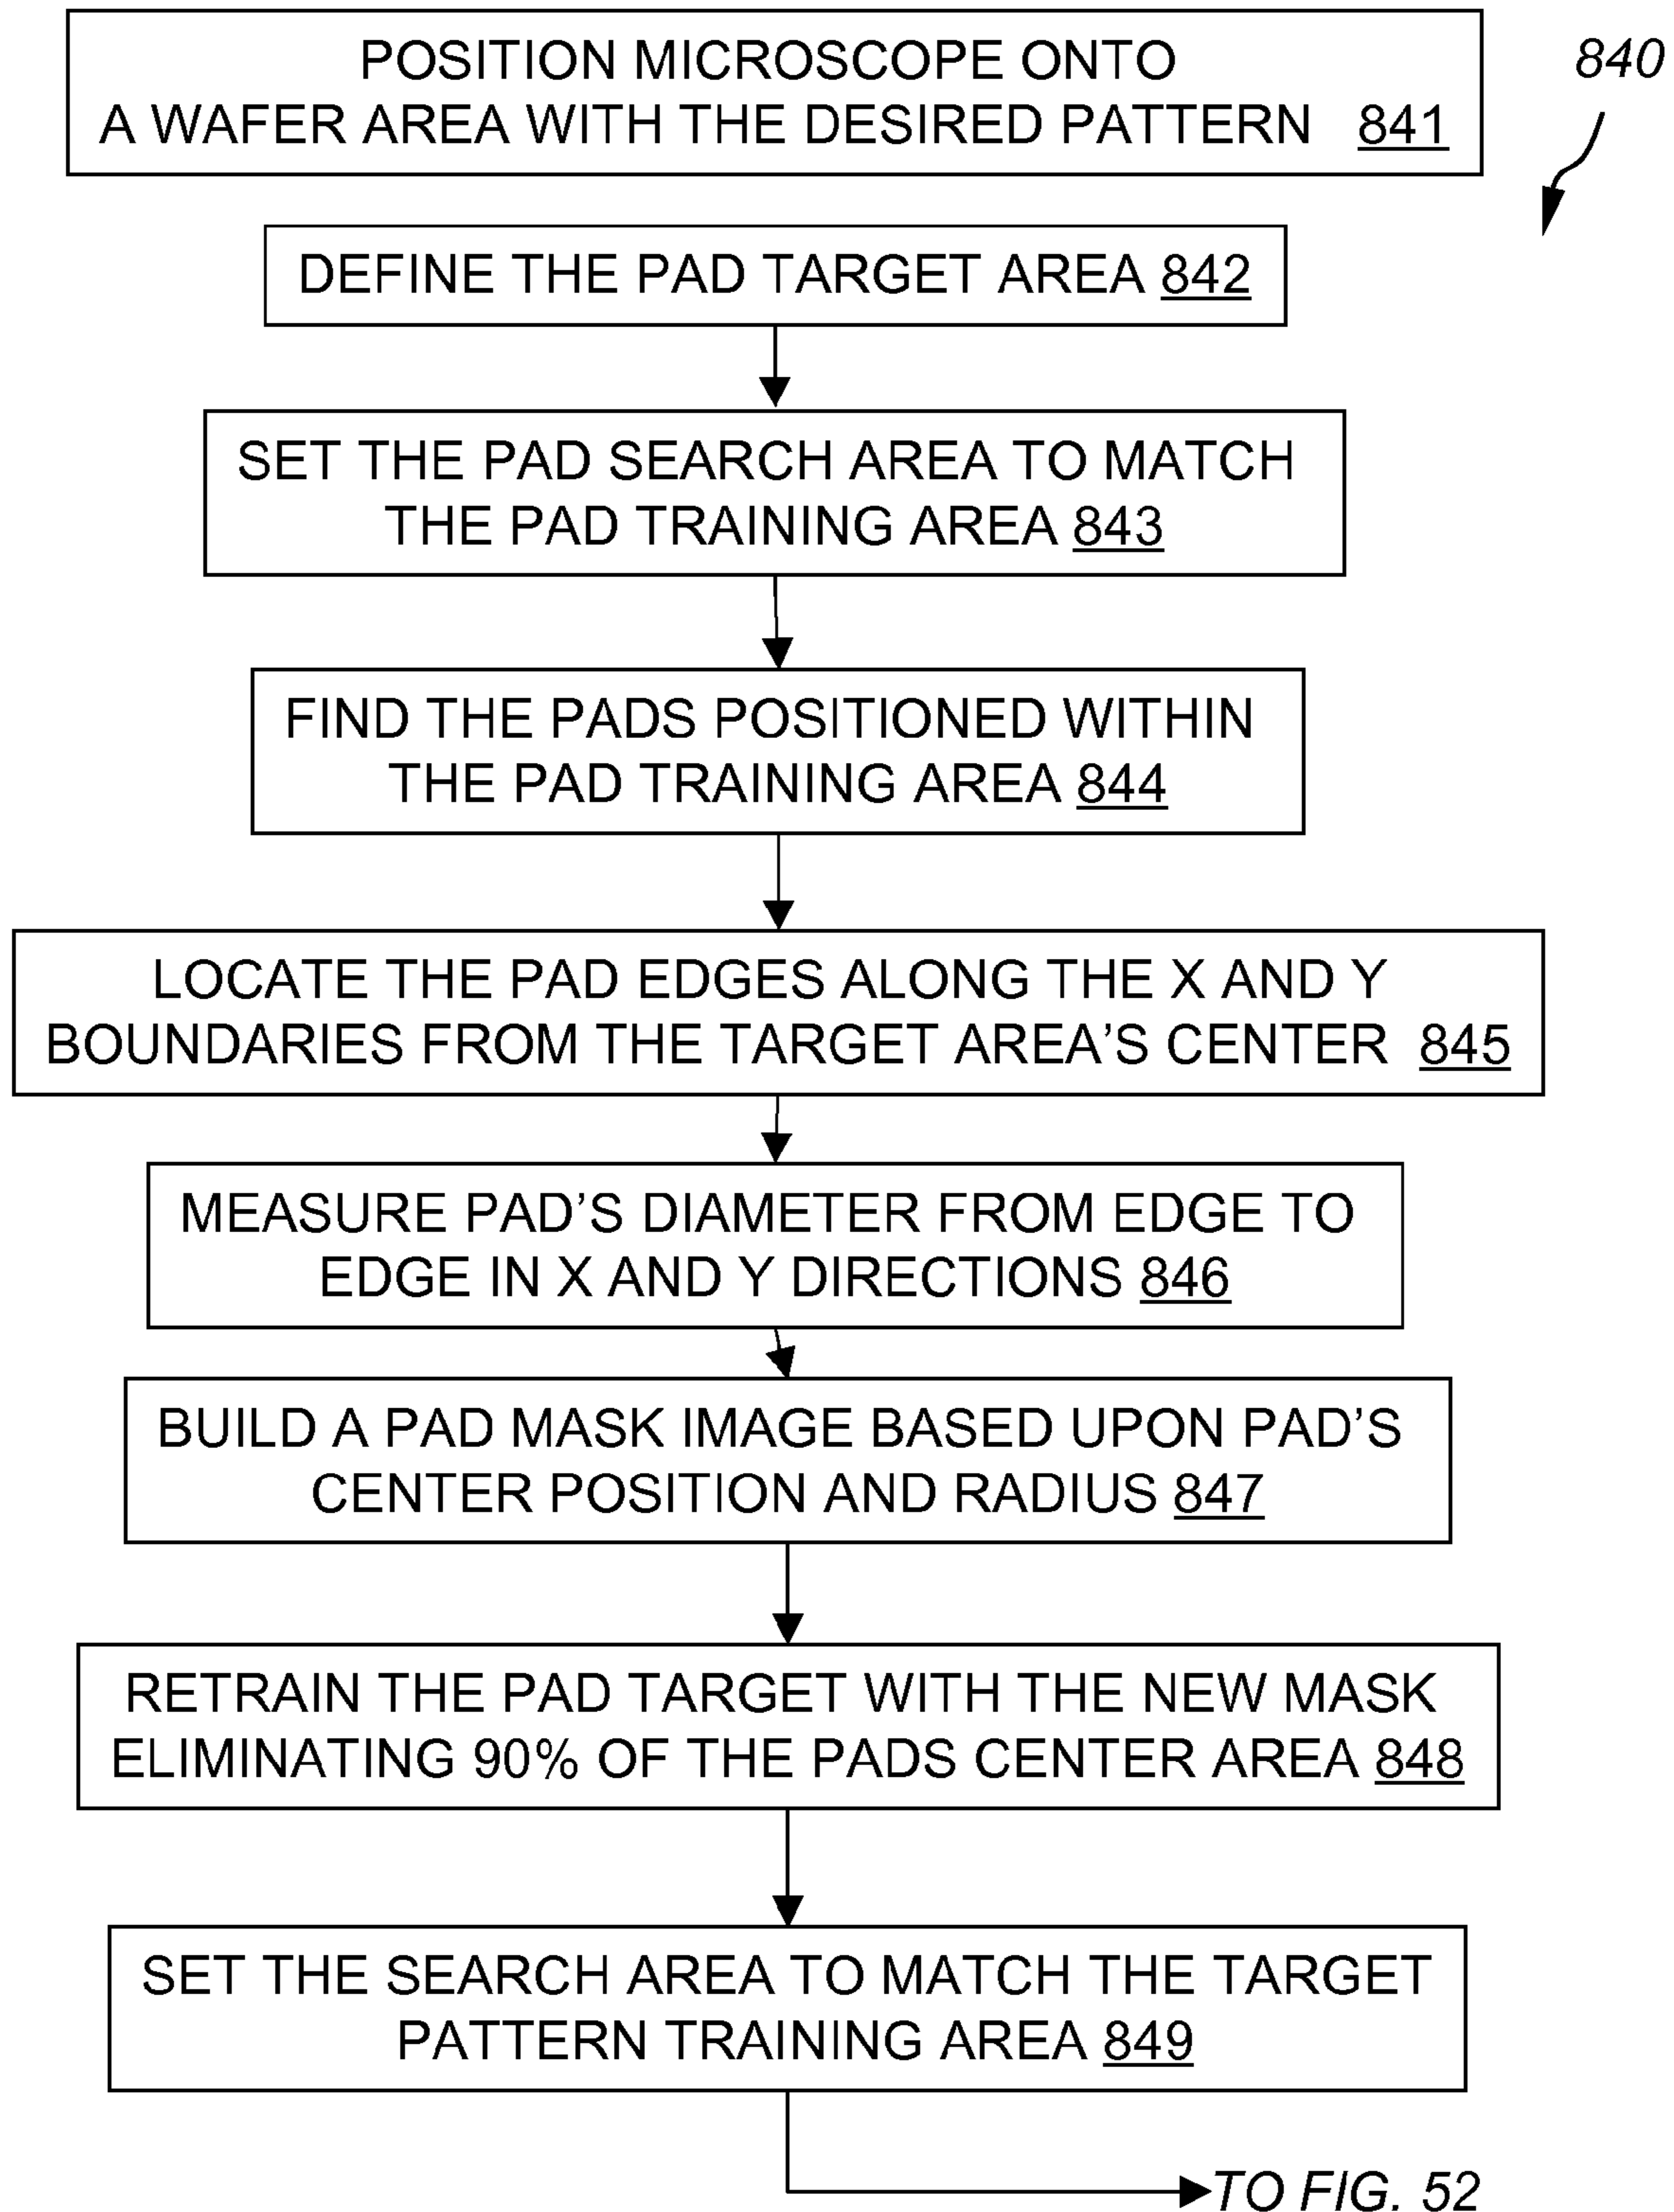 POSITION MICROSCOPE ONTO
A WAFER AREA WITH THE DESIRED PATTERN 841
840
DEFINE THE PAD TARGET AREA 842
SET THE PAD SEARCH AREA TO MATCH
THE PAD TRAINING AREA 843
FIND THE PADS POSITIONED WITHIN
THE PAD TRAINING AREA 844
LOCATE THE PAD EDGES ALONG THE X AND Y
BOUNDARIES FROM THE TARGET AREA'S CENTER 845
MEASURE PAD'S DIAMETER FROM EDGE TO
EDGE IN X AND Y DIRECTIONS 846
BUILD A PAD MASK IMAGE BASED UPON PAD'S
CENTER POSITION AND RADIUS 847
RETRAIN THE PAD TARGET WITH THE NEW MASK
ELIMINATING 90% OF THE PADS CENTER AREA 848
SET THE SEARCH AREA TO MATCH THE TARGET
PATTERN TRAINING AREA 849
TO FIG. 52